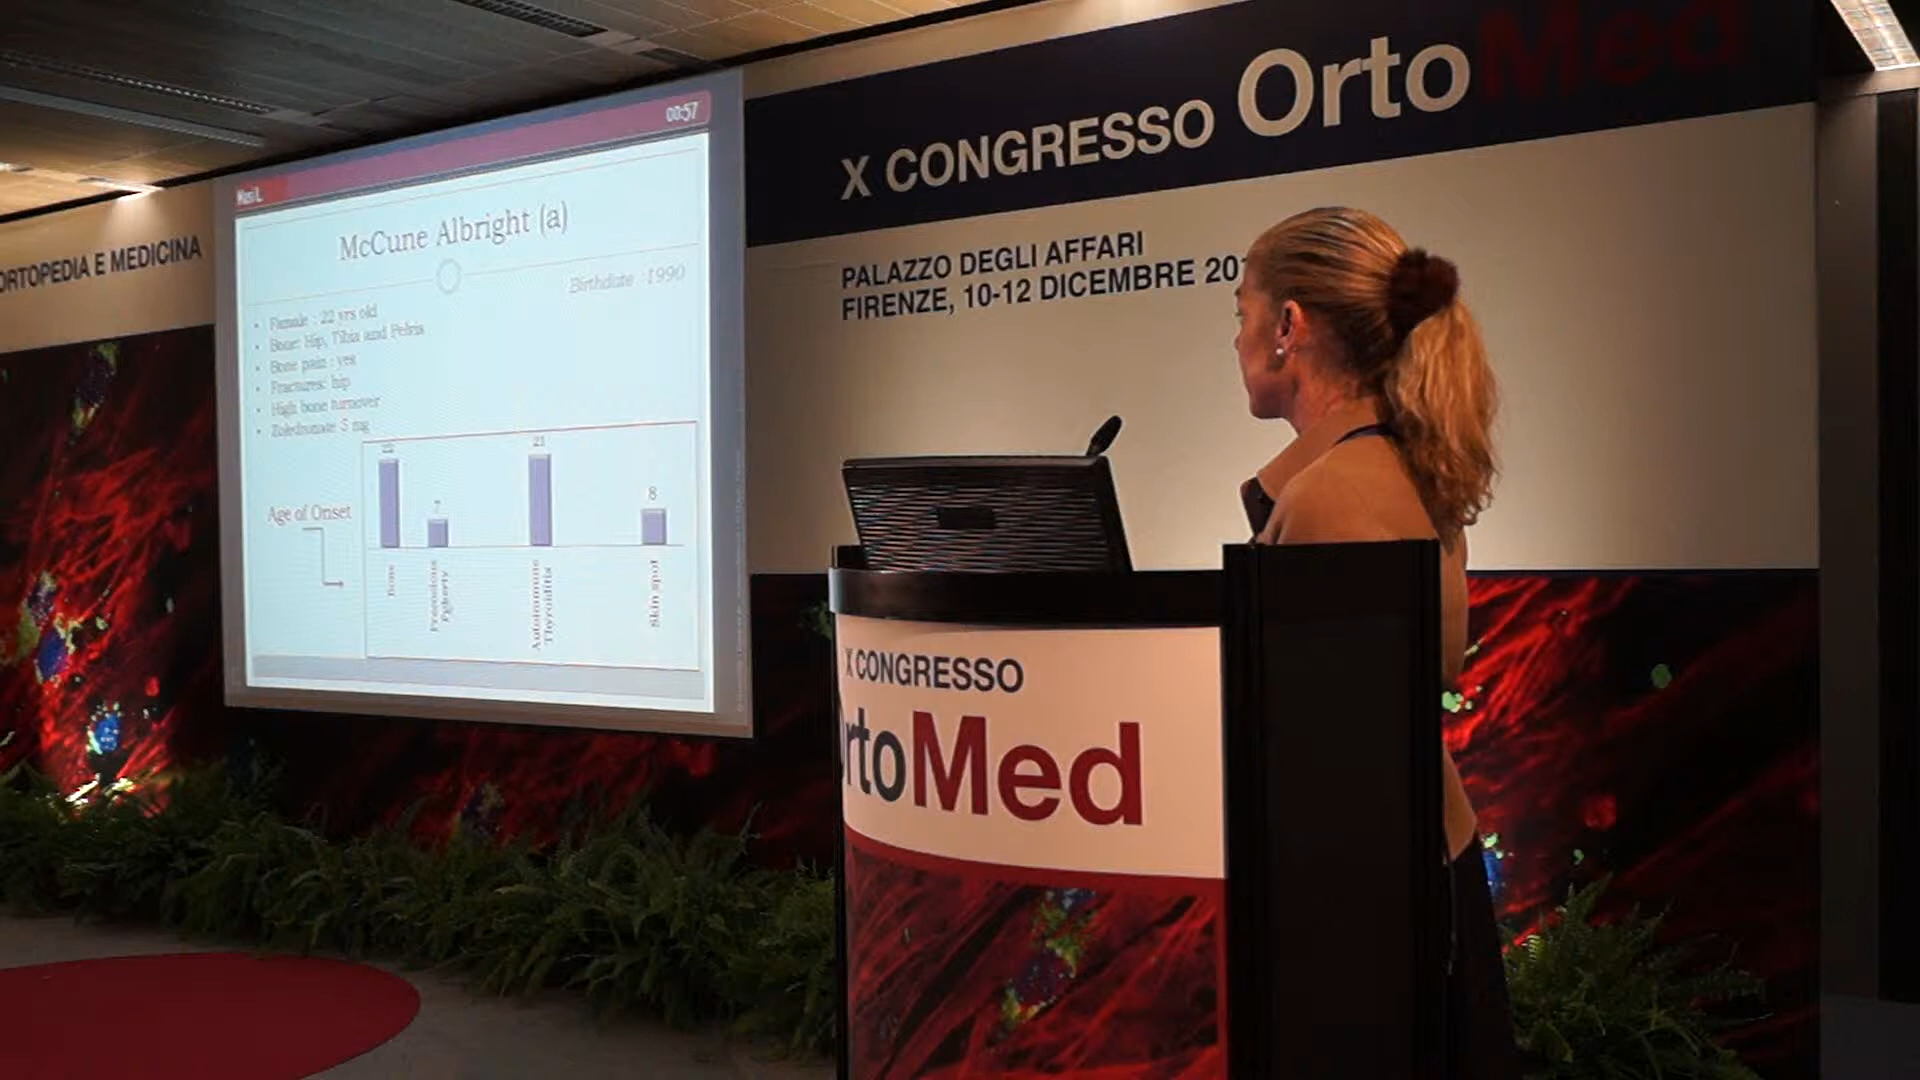 00:57
Masi L.
McCune Albright (a)
Birthdate : 1990
• Famale : 22 yrs old
• Bone: Hip, Tibia and Pelvis
• Bone pain : yes
• Fractures: hip
• High bone turnover
• Zoledronate 5 mg
Age of Onset
22
7
21
8
Bone
Precocious
Autoimmune
Thyroiditis
Skin spot
ORTOPEDIA E MEDICINA
X CONGRESSO OrtoMed
PALAZZO DEGLI AFFARI
FIRENZE, 10-12 DICEMBRE 201
X CONGRESSO
rtoMed